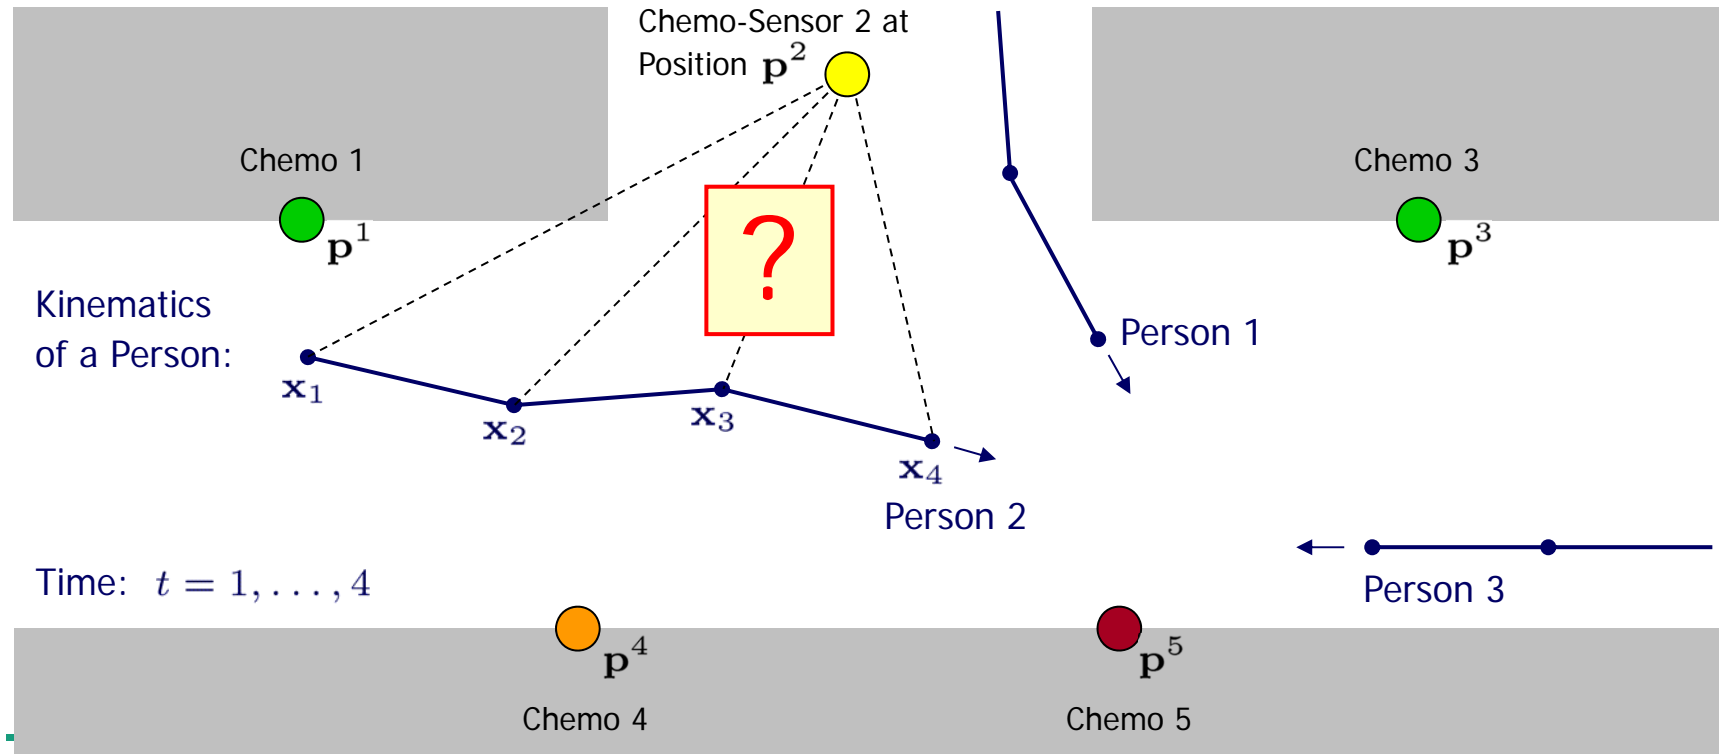 Chemo-Sensor 2 at
Position p²
Chemo 1
Chemo 3
p¹
p³
?
Kinematics
of a Person:
Person 1
x₁
x₂
x₃
x₄
Person 2
Time: t = 1, . . . , 4
Person 3
p⁴
p⁵
Chemo 4
Chemo 5